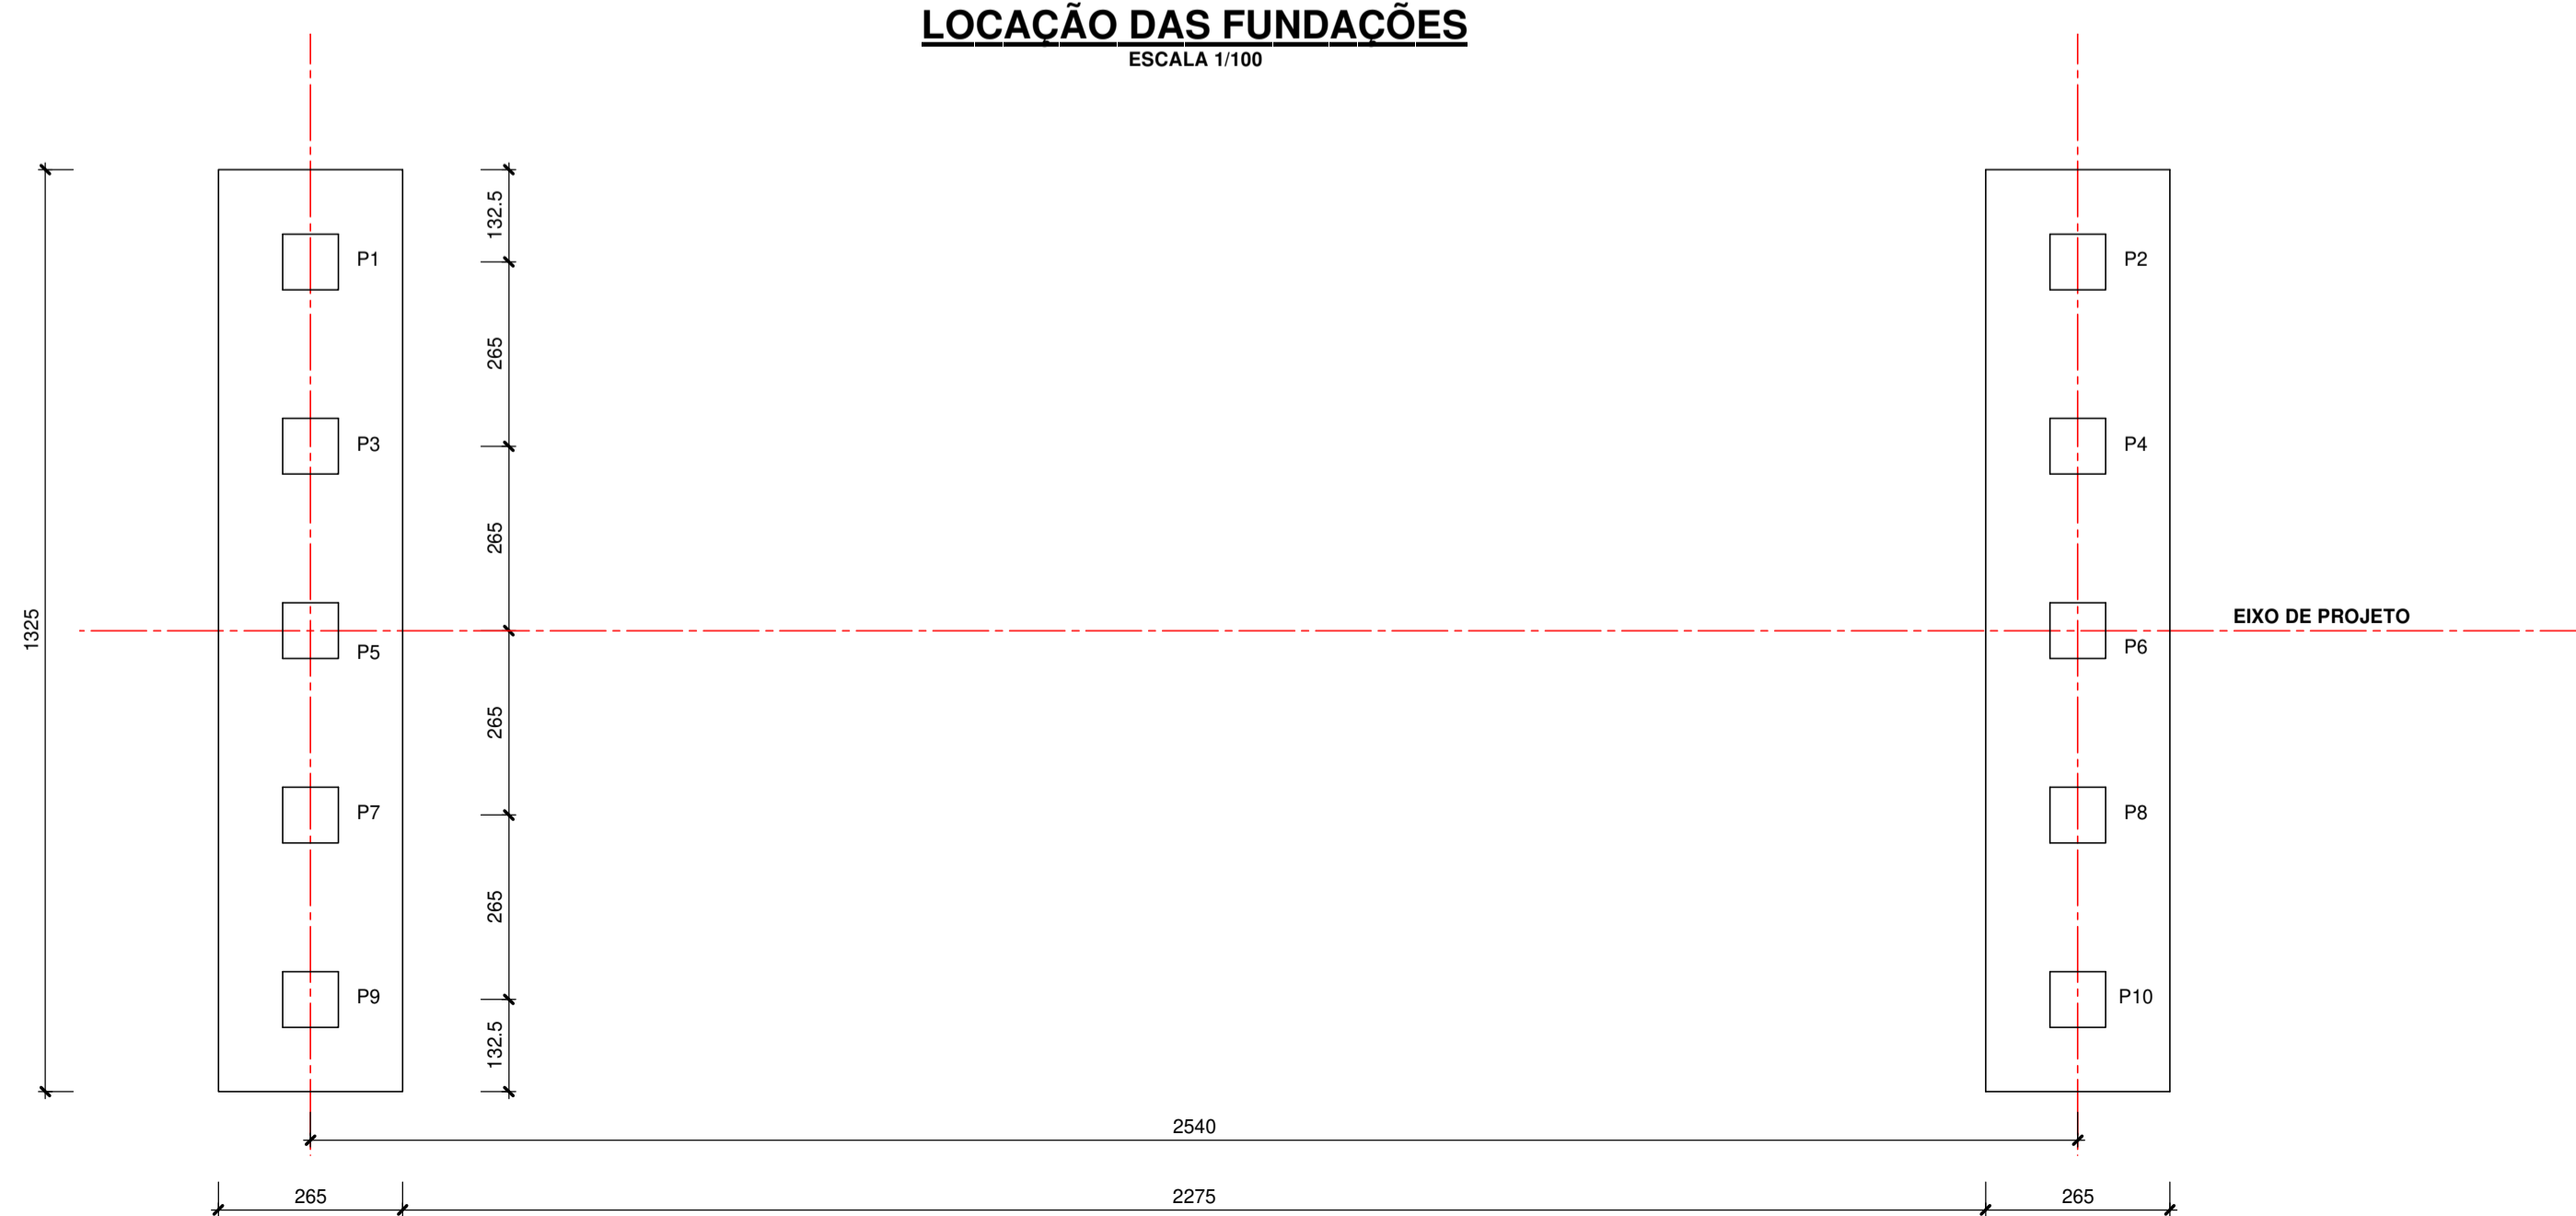 LOCAÇÃO DAS FUNDAÇÕES
ESCALA 1/100
132.5
P1
P2
265
P3
P4
265
1325
EIXO DE PROJETO
P5
P6
265
P7
P8
265
P9
P10
132.5
2540
265
2275
265